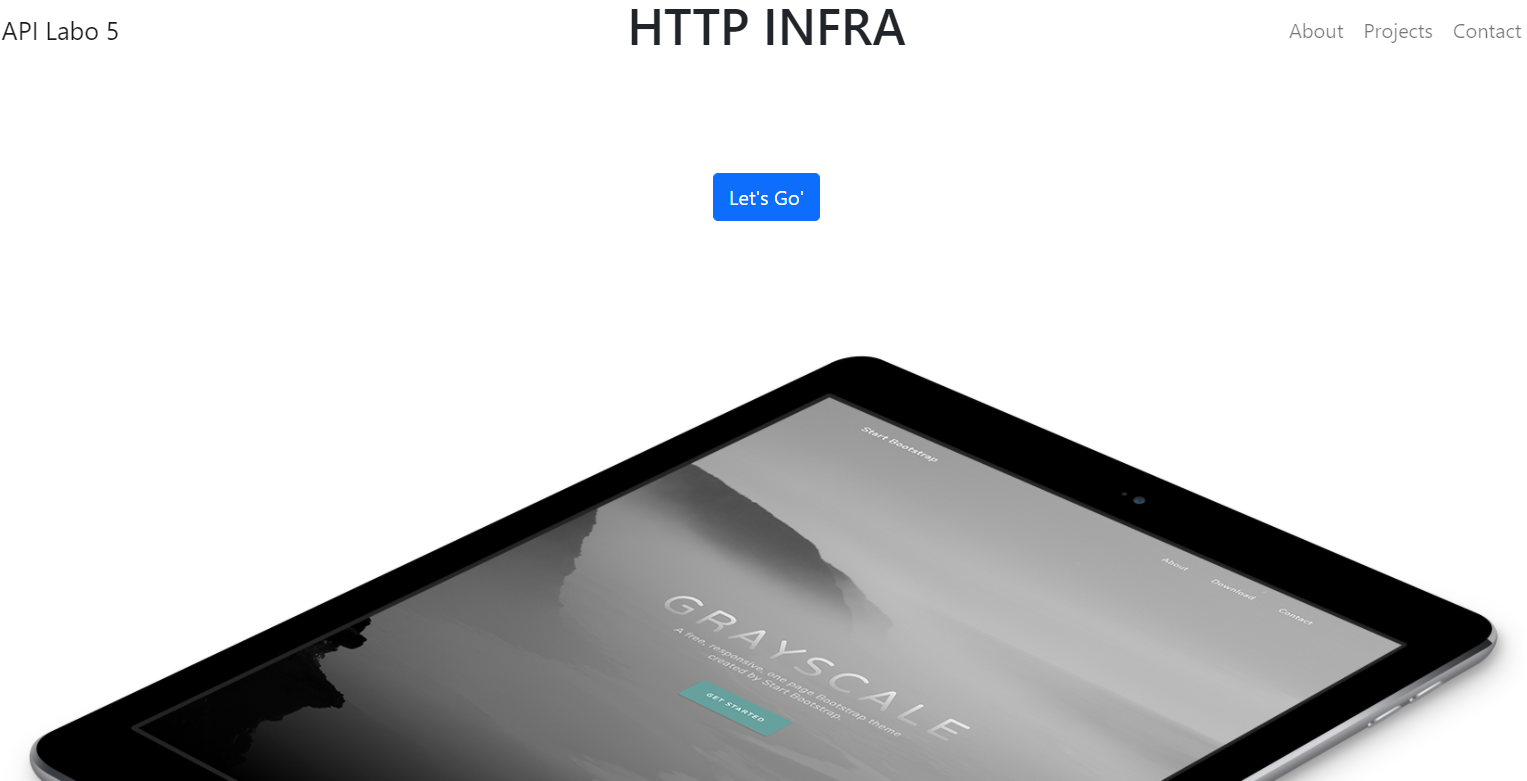 API Labo 5
HTTP INFRA
About Projects Contact
Let's Go'
Start Bootstrap
About Download Contact
GRAYSCALE
A free, responsive, one page Bootstrap theme
created by Start Bootstrap.
GET STARTED